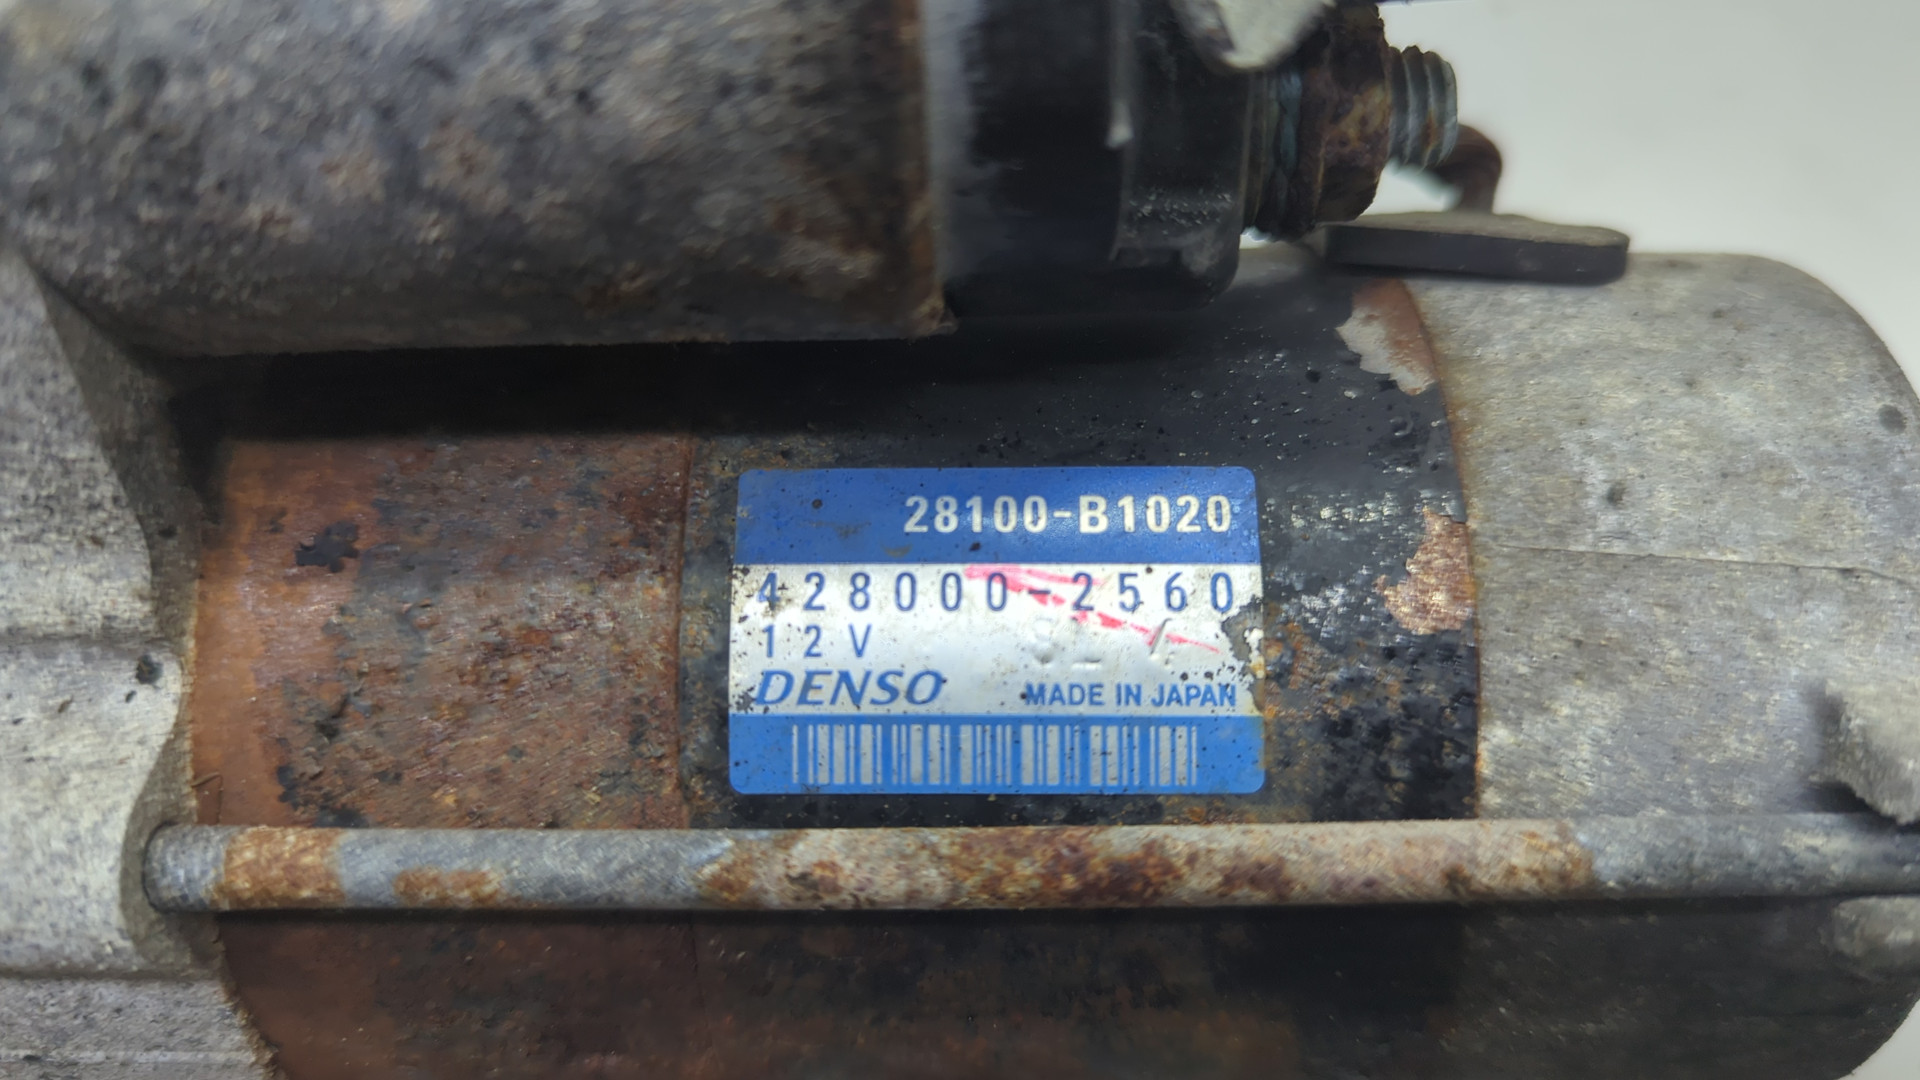 28100-B1020
428000-2560
12V
DENSO MADE IN JAPAN